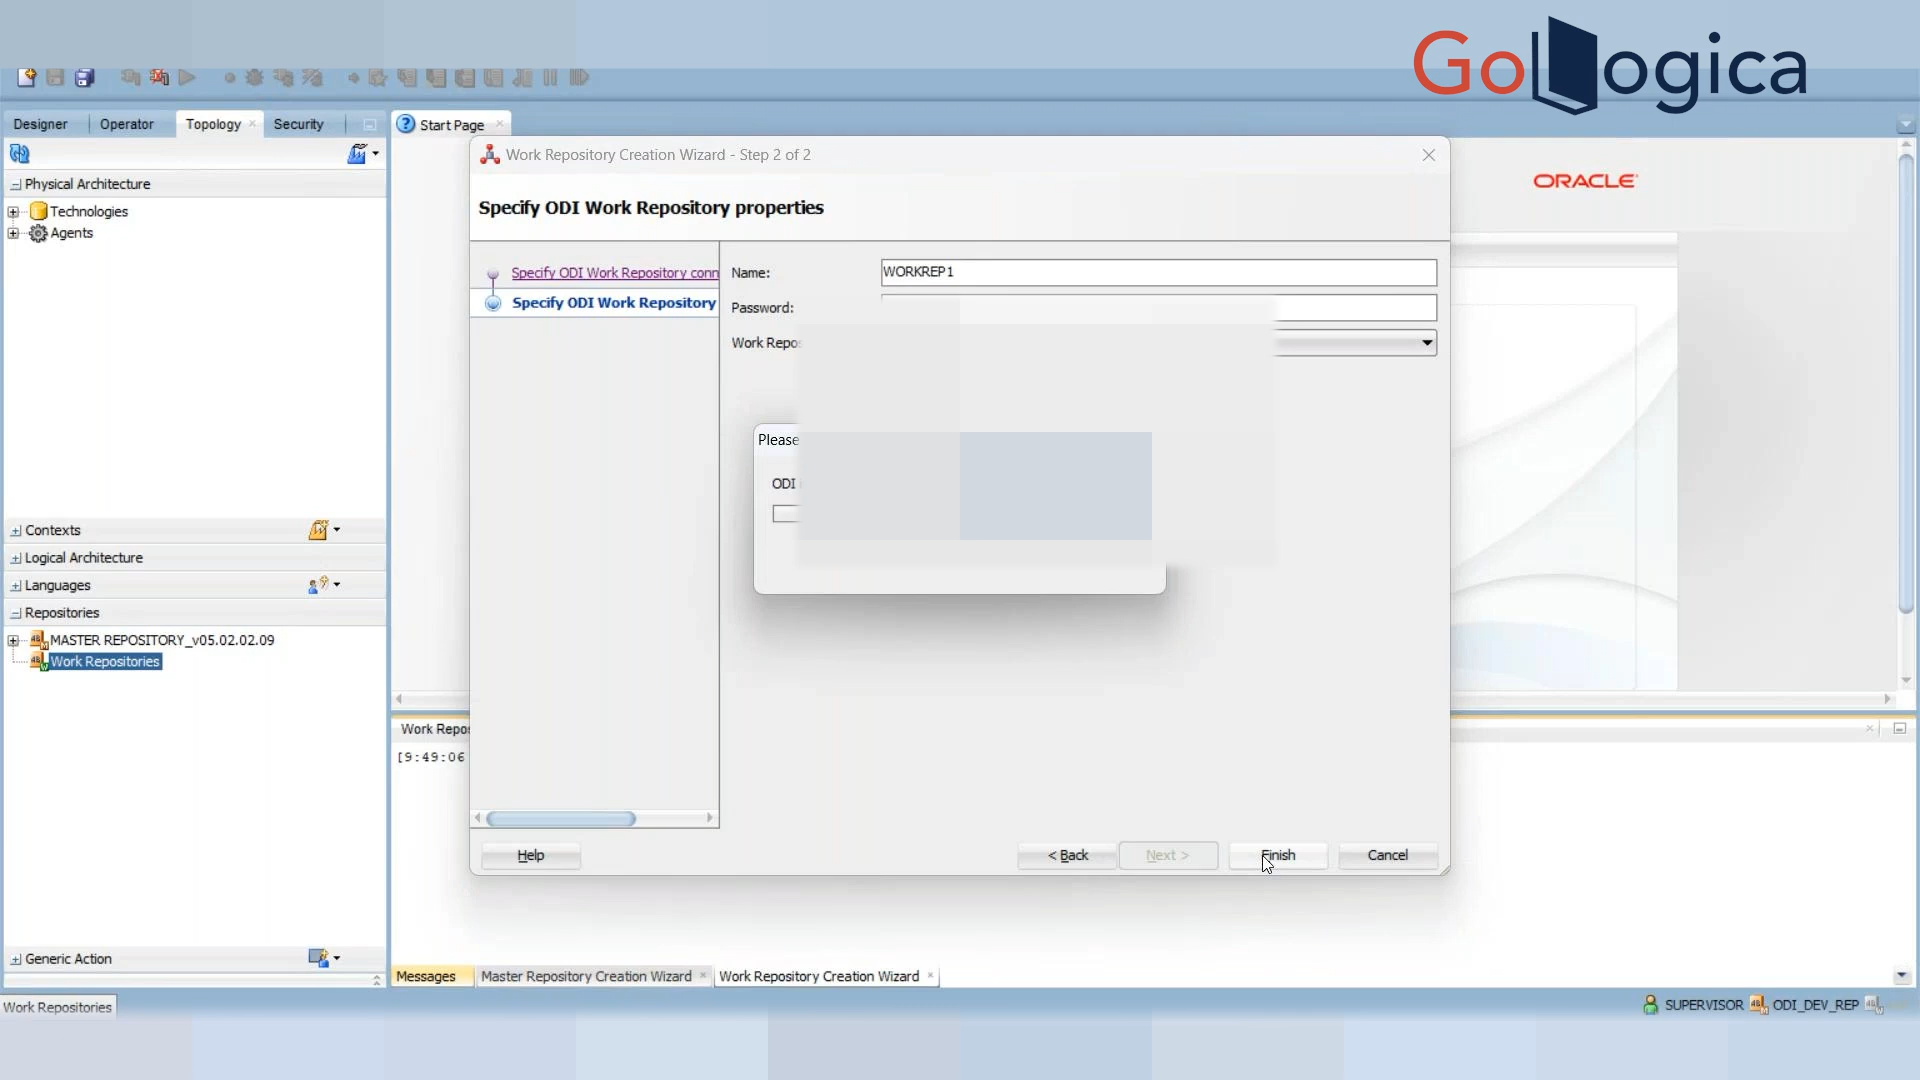 GoLogica
Designer
Operator
Topology
Security
Start Page
Work Repository Creation Wizard - Step 2 of 2
ORACLE
Physical Architecture
Specify ODI Work Repository properties
Technologies
Agents
Specify ODI Work Repository conn
Name:
WORKREP1
Specify ODI Work Repository
Password:
Work Repos
Please
ODI
Contexts
Logical Architecture
Languages
Repositories
MASTER REPOSITORY_v05.02.02.09
Work Repositories
Work Repos
[9:49:06
Help
< Back
Next >
Finish
Cancel
Generic Action
Messages
Master Repository Creation Wizard
Work Repository Creation Wizard
Work Repositories
SUPERVISOR
ODI_DEV_REP